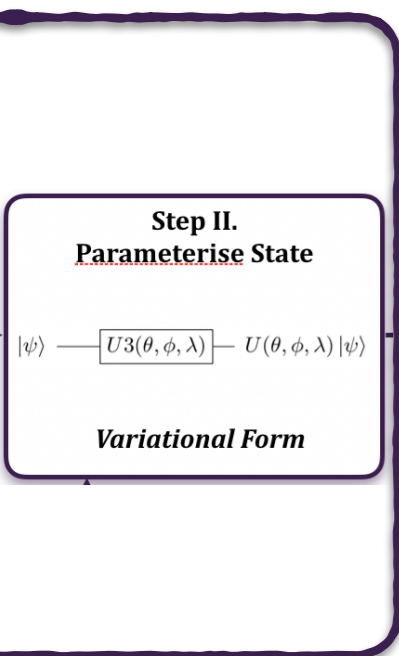 Step II.
Parameterise State
|ψ⟩ U3(θ, ϕ, λ) U(θ, ϕ, λ) |ψ⟩
Variational Form